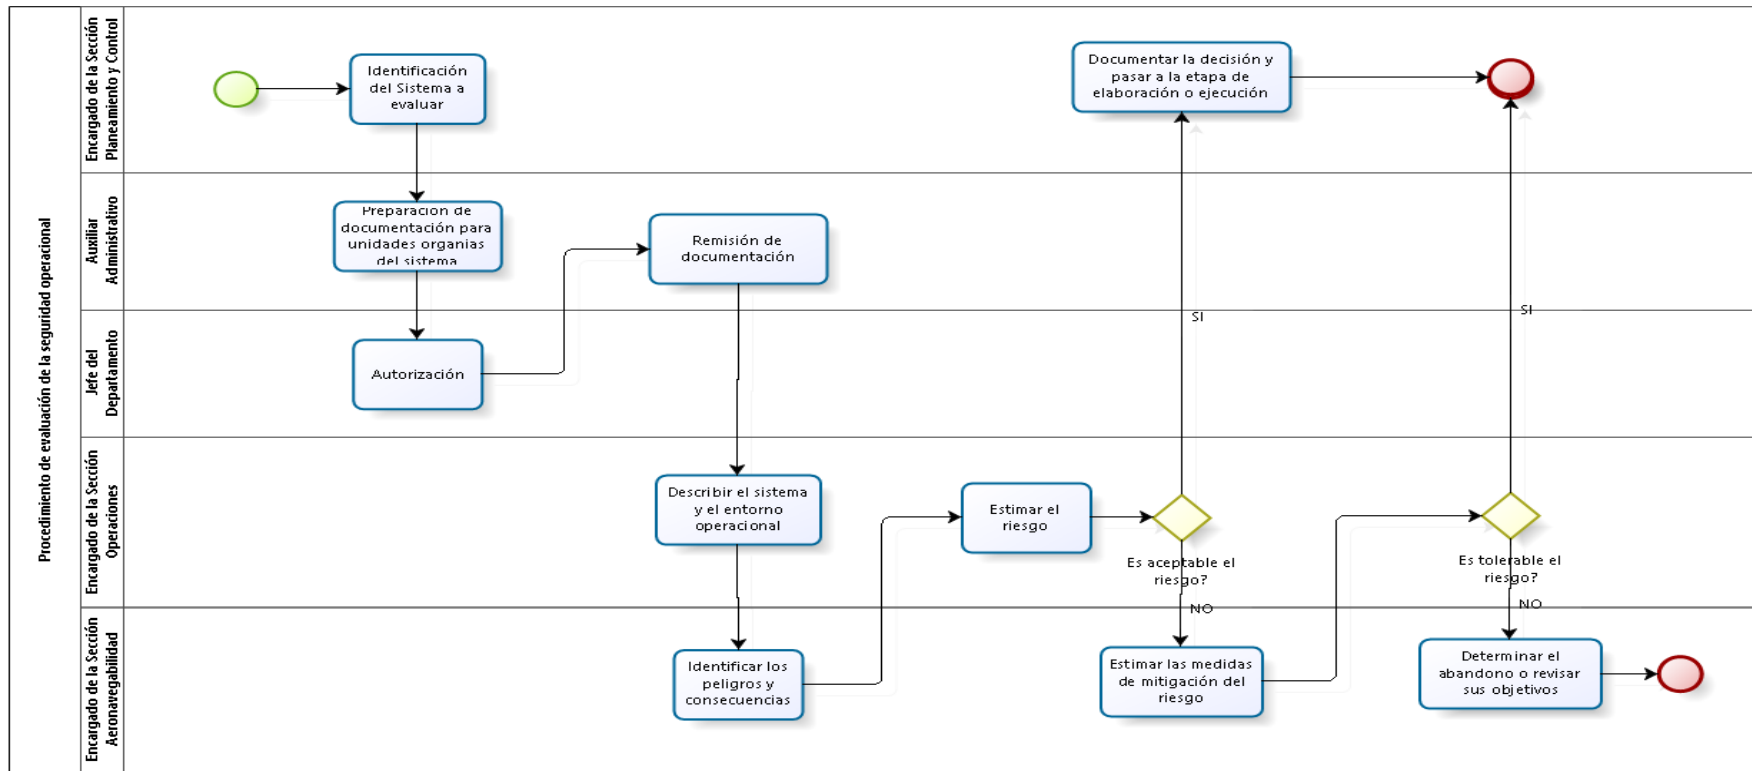 Procedimiento de evaluación de la seguridad operacional
Encargado de la Sección
Planeamiento y Control
Identificación
del Sistema a
evaluar
Documentar la decisión y
pasar a la etapa de
elaboración o ejecución
Auxiliar
Administrativo
Preparación de
documentación para
unidades organias
del sistema
Remisión de
documentación
SI
SI
Jefe del
Departamento
Autorización
Encargado de la Sección
Operaciones
Describir el sistema
y el entorno
operacional
Estimar el
riesgo
Es aceptable el
riesgo?
NO
Es tolerable el
riesgo?
NO
Encargado de la Sección
Aeronavegabilidad
Identificar los
peligros y
consecuencias
Estimar las medidas
de mitigación del
riesgo
Determinar el
abandono o revisar
sus objetivos